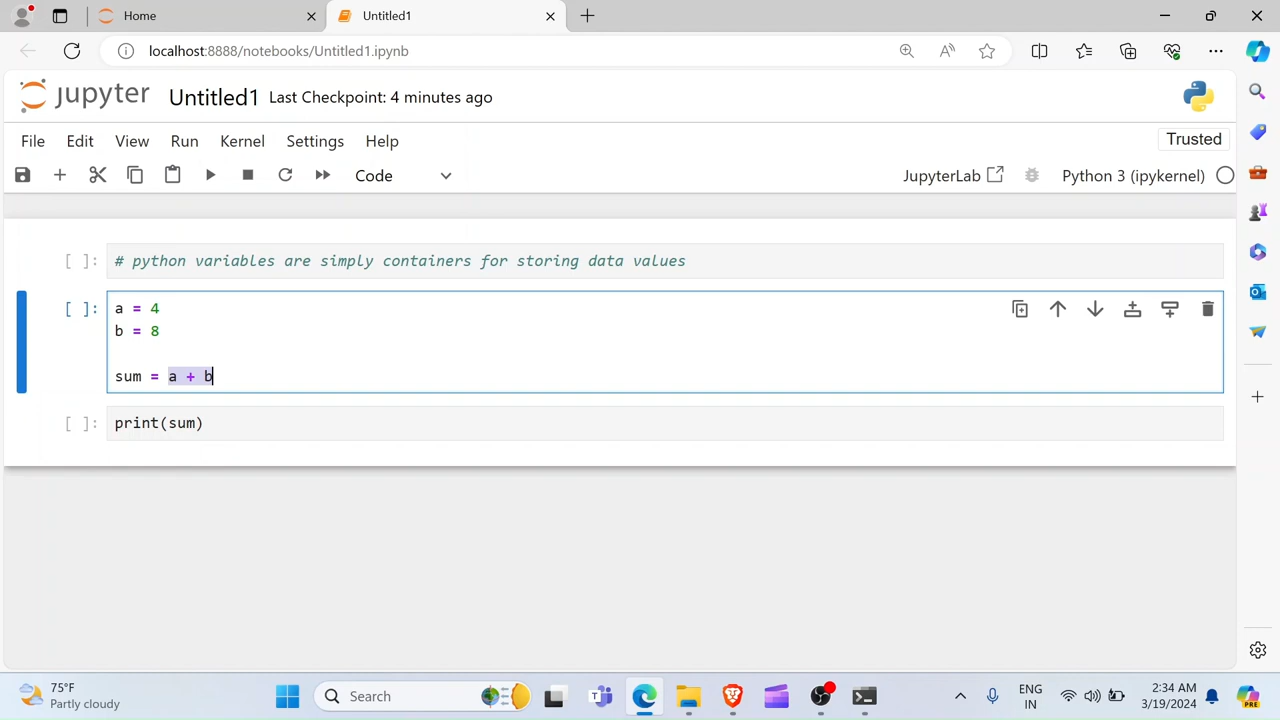 Home
Untitled1
localhost:8888/notebooks/Untitled1.ipynb
jupyter Untitled1 Last Checkpoint: 4 minutes ago
File Edit View Run Kernel Settings Help
Trusted
Code
JupyterLab
Python 3 (ipykernel)
[ ]: # python variables are simply containers for storing data values
[ ]: a = 4
b = 8
sum = a + b
[ ]: print(sum)
75°F
Partly cloudy
Search
ENG
IN
2:34 AM
3/19/2024
PRE